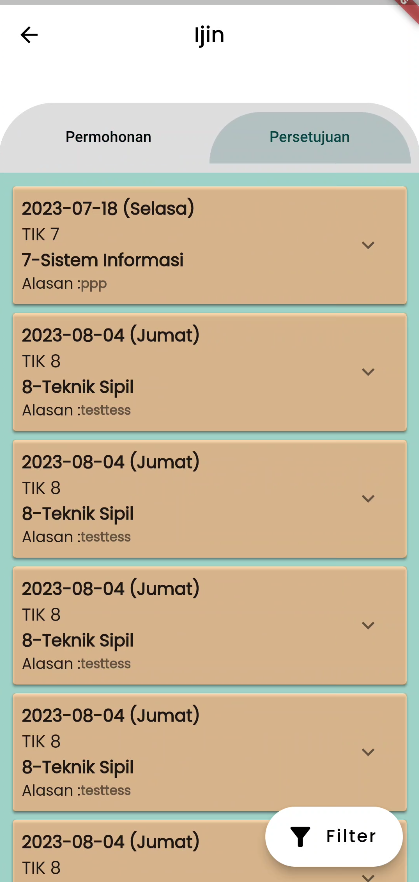 Ijin
Permohonan
Persetujuan
2023-07-18 (Selasa)
TIK 7
7-Sistem Informasi
Alasan :ppp
2023-08-04 (Jumat)
TIK 8
8-Teknik Sipil
Alasan :testtess
2023-08-04 (Jumat)
TIK 8
8-Teknik Sipil
Alasan :testtess
2023-08-04 (Jumat)
TIK 8
8-Teknik Sipil
Alasan :testtess
2023-08-04 (Jumat)
TIK 8
8-Teknik Sipil
Alasan :testtess
2023-08-04 (Jumat)
TIK 8
Filter